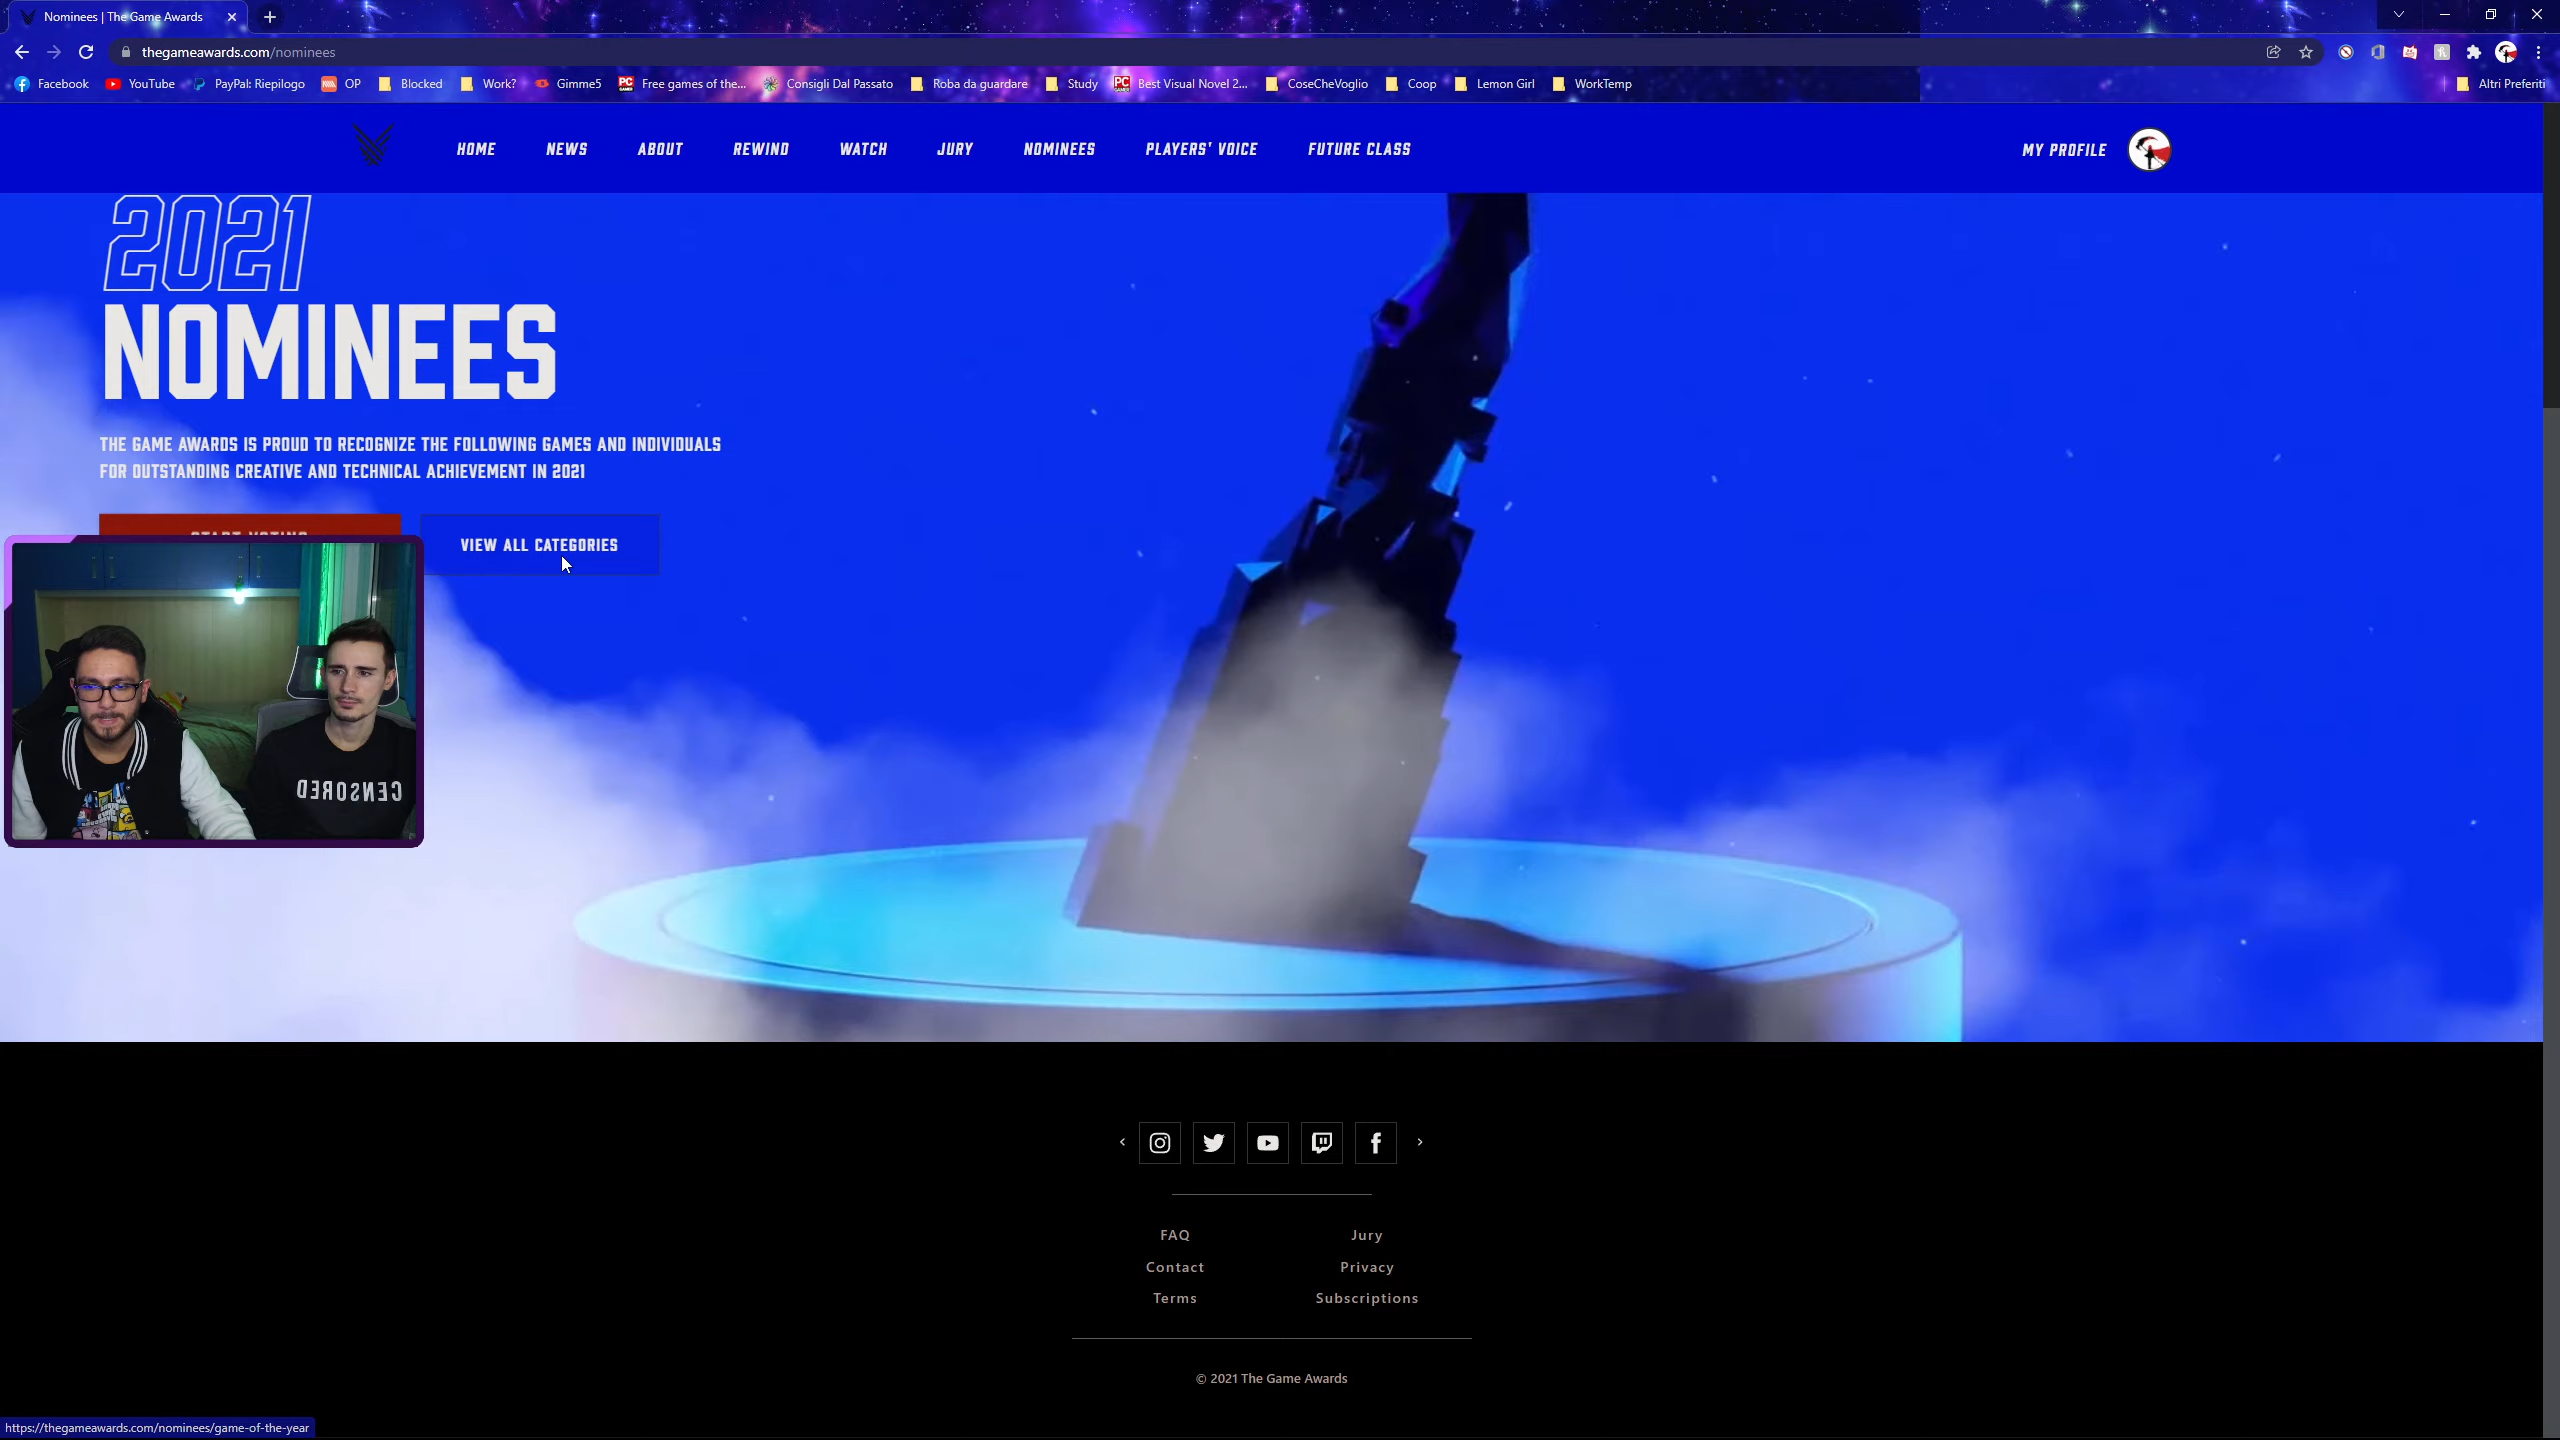 Nominees | The Game Awards
thegameawards.com/nominees
Facebook YouTube PayPal: Riepilogo OP Blocked Work? Gimme5 Free games of the... Consigli Dal Passato Roba da guardare Study Best Visual Novel 2... CoseCheVoglio Coop Lemon Girl WorkTemp Altri Preferiti
HOME NEWS ABOUT REWIND WATCH JURY NOMINEES PLAYERS' VOICE FUTURE CLASS MY PROFILE
2021
NOMINEES
THE GAME AWARDS IS PROUD TO RECOGNIZE THE FOLLOWING GAMES AND INDIVIDUALS
FOR OUTSTANDING CREATIVE AND TECHNICAL ACHIEVEMENT IN 2021
START VOTING
VIEW ALL CATEGORIES
CENSORED
FAQ Jury
Contact Privacy
Terms Subscriptions
© 2021 The Game Awards
https://thegameawards.com/nominees/game-of-the-year